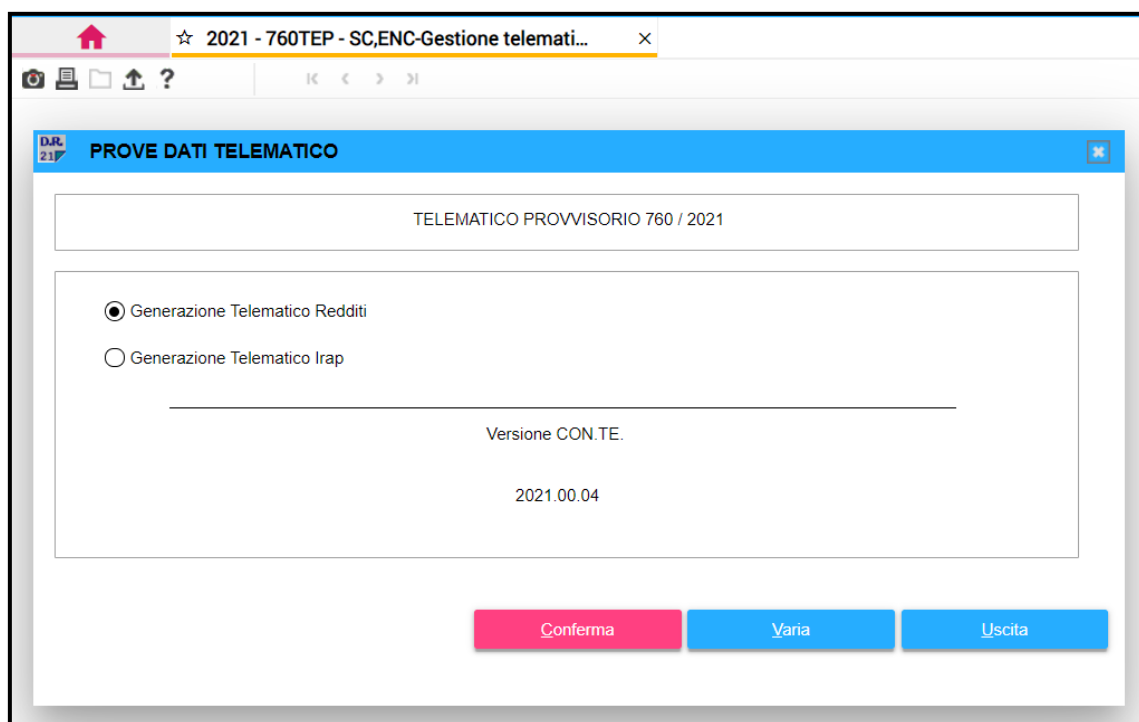 2021 - 760TEP - SC,ENC-Gestione telemati...
D.R.
21
PROVE DATI TELEMATICO
TELEMATICO PROVVISORIO 760 / 2021
Generazione Telematico Redditi
Generazione Telematico Irap
Versione CON.TE.
2021.00.04
Conferma Varia Uscita